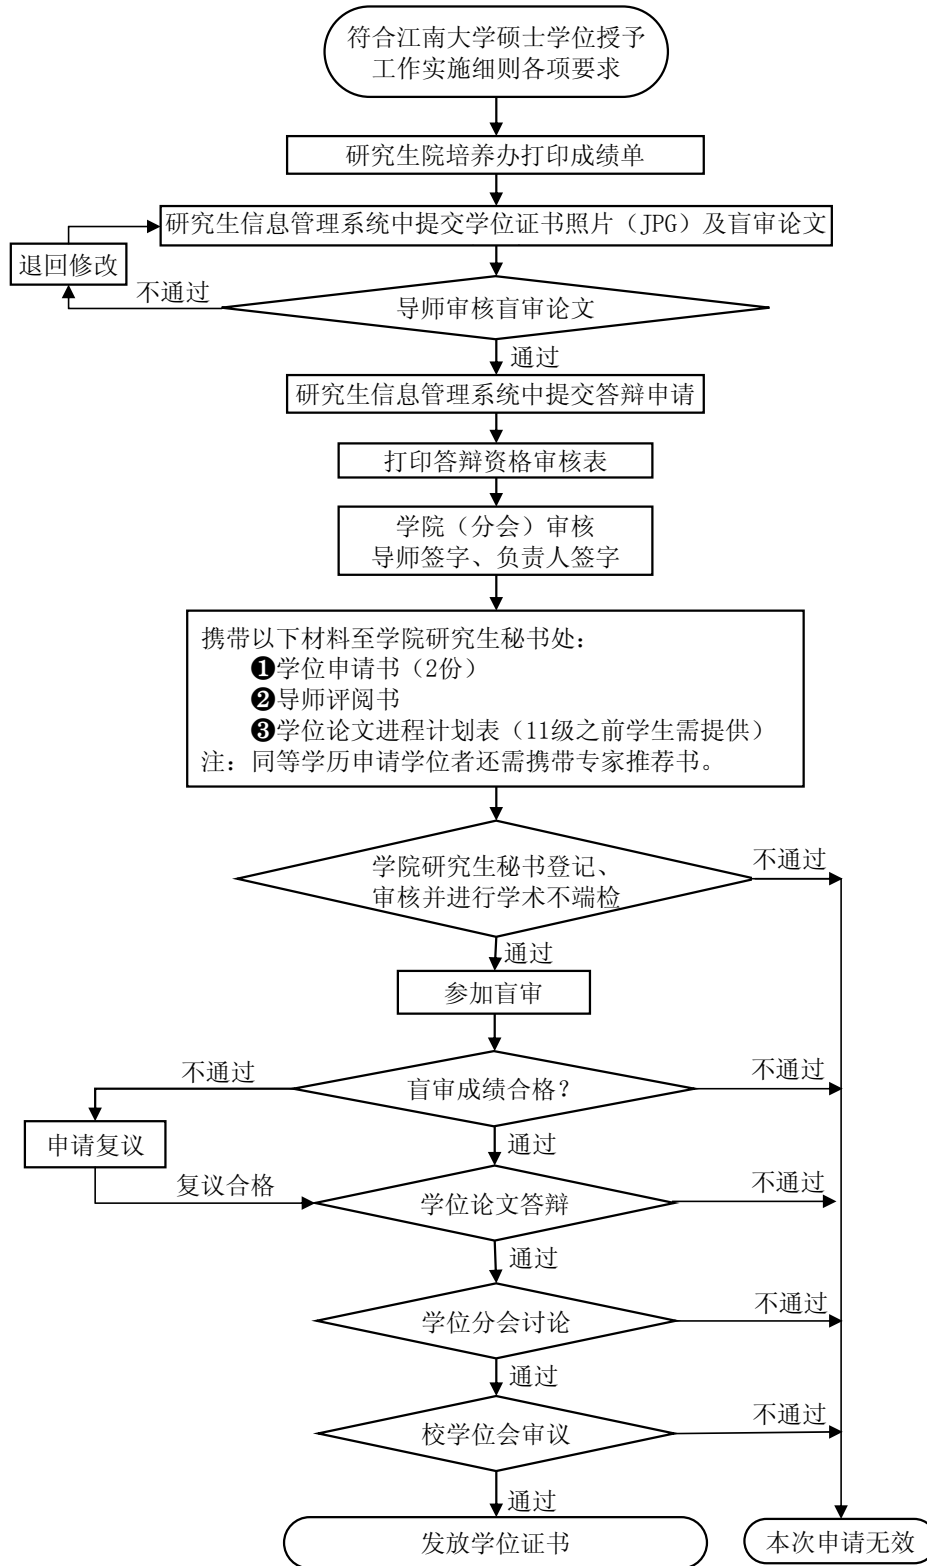 符合江南大学硕士学位授予
工作实施细则各项要求
研究生院培养办打印成绩单
研究生信息管理系统中提交学位证书照片（JPG）及盲审论文
退回修改
不通过
导师审核盲审论文
通过
研究生信息管理系统中提交答辩申请
打印答辩资格审核表
学院（分会）审核
导师签字、负责人签字
携带以下材料至学院研究生秘书处：
❶学位申请书（2份）
❷导师评阅书
❸学位论文进程计划表（11级之前学生需提供）
注：同等学历申请学位者还需携带专家推荐书。
学院研究生秘书登记、
审核并进行学术不端检
不通过
通过
参加盲审
不通过
盲审成绩合格？
不通过
申请复议
通过
复议合格
学位论文答辩
不通过
通过
学位分会讨论
不通过
通过
校学位会审议
不通过
通过
发放学位证书
本次申请无效